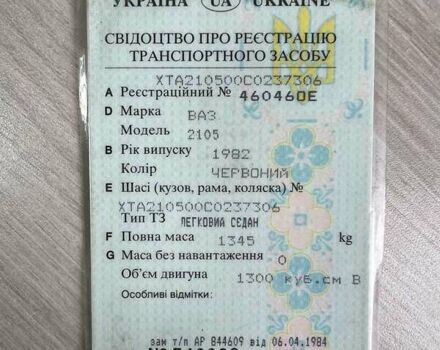 УКРАЇНА UA UKRAINE
СВІДОЦТВО ПРО РЕЄСТРАЦІЮ
ТРАНСПОРТНОГО ЗАСОБУ
XTA210500C0237306
A Реєстраційний № 46046OE
D Марка ВАЗ
Модель 2105
B Рік випуску 1982
Колір ЧЕРВОНИЙ
E Шасі (кузов, рама, коляска) №
XTA210500C0237306
Тип ТЗ ЛЕГКОВИЙ СЕДАН
F Повна маса 1345 kg
G Маса без навантаження 0
Об'єм двигуна 1300 куб.см В
Особливі відмітки:
зам т/п АР 844609 від 06.04.1984